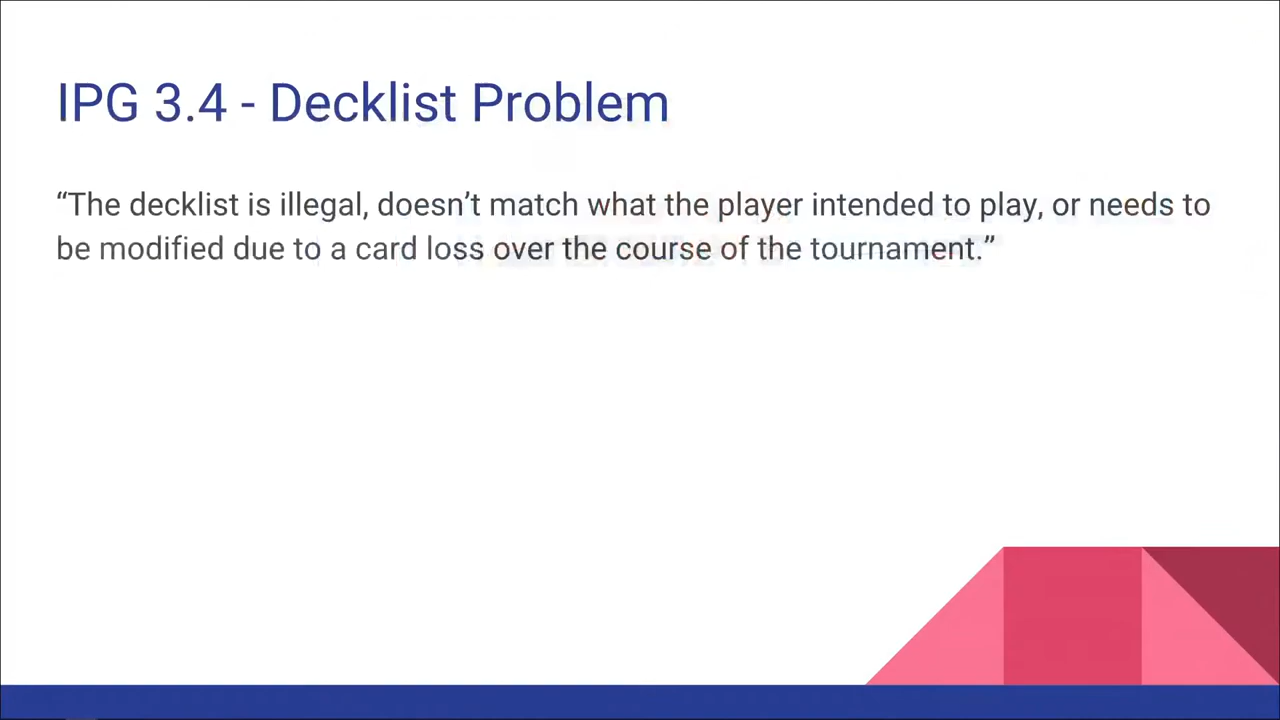 IPG 3.4 - Decklist Problem
“The decklist is illegal, doesn’t match what the player intended to play, or needs to
be modified due to a card loss over the course of the tournament.”